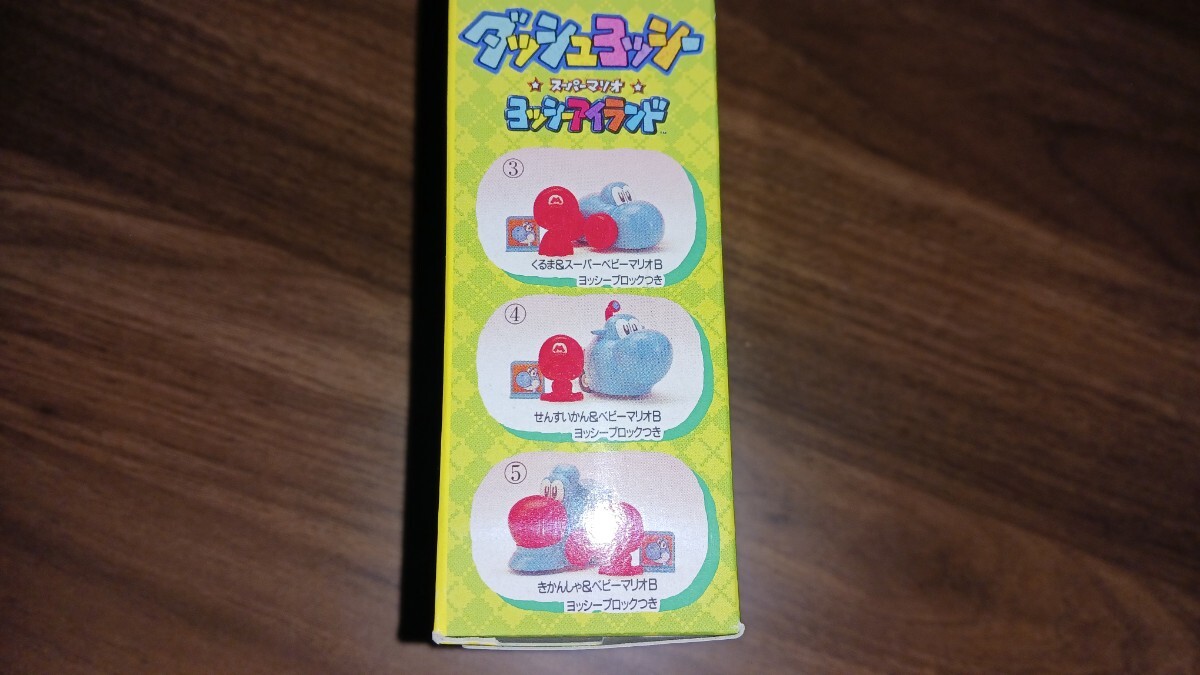 ダッシュヨッシー
☆スーパーマリオ☆
ヨッシーアイランド™
③
M
くるま&スーパーベビーマリオB
ヨッシーブロックつき
④
M
せんすいかん&ベビーマリオB
ヨッシーブロックつき
⑤
きかんしゃ&ベビーマリオB
ヨッシーブロックつき